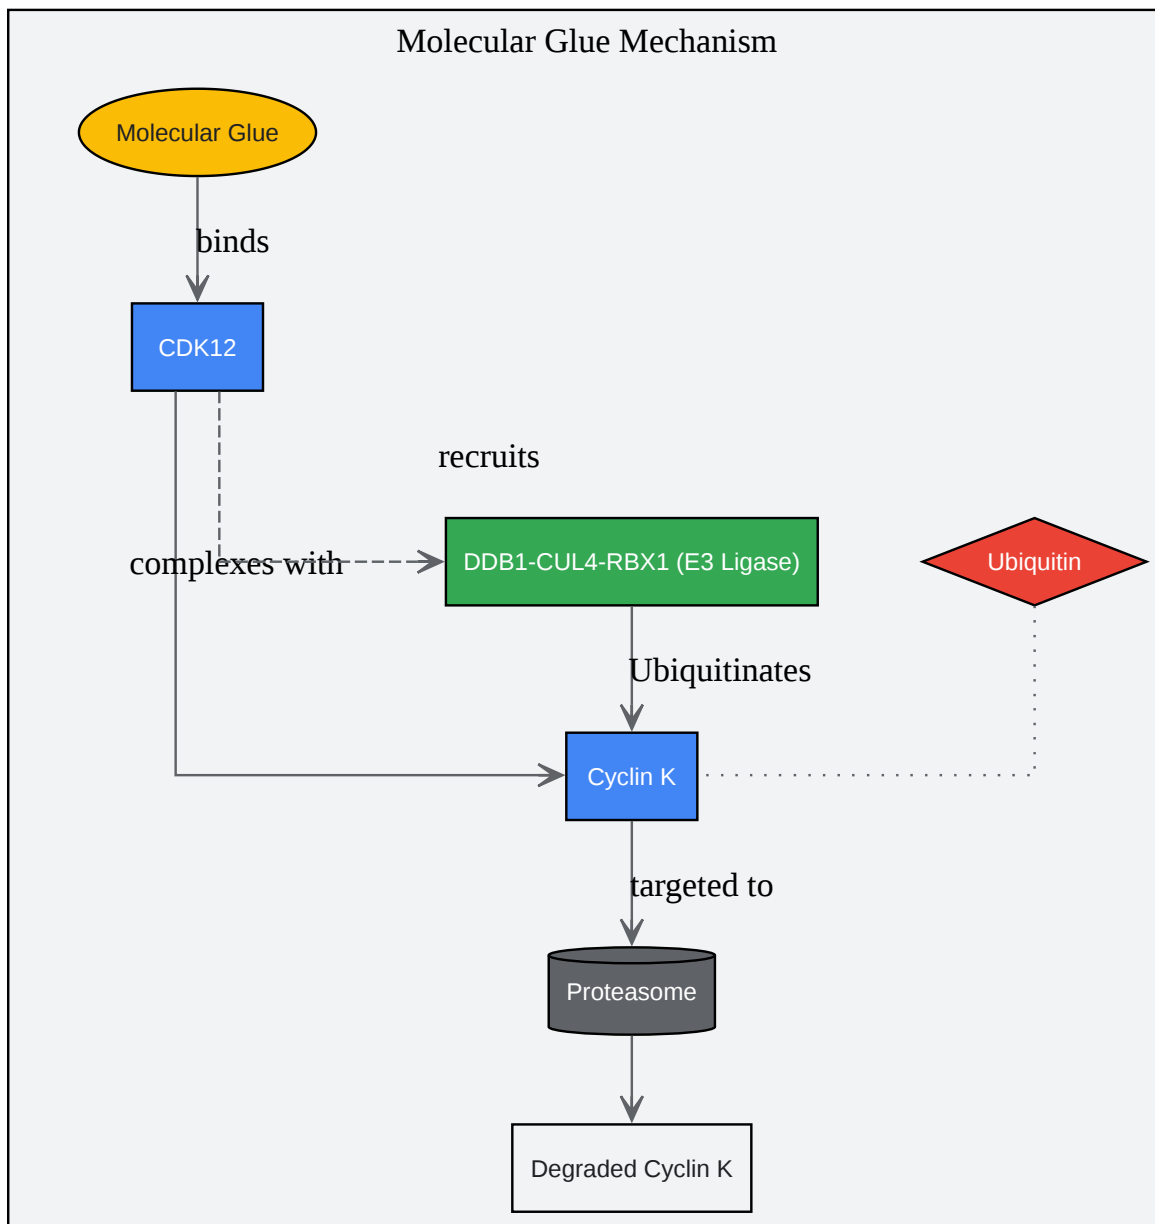 Molecular Glue Mechanism
Molecular Glue
binds
CDK12
recruits
complexes with
DDB1-CUL4-RBX1 (E3 Ligase)
Ubiquitin
Ubiquitinates
Cyclin K
targeted to
Proteasome
Degraded Cyclin K